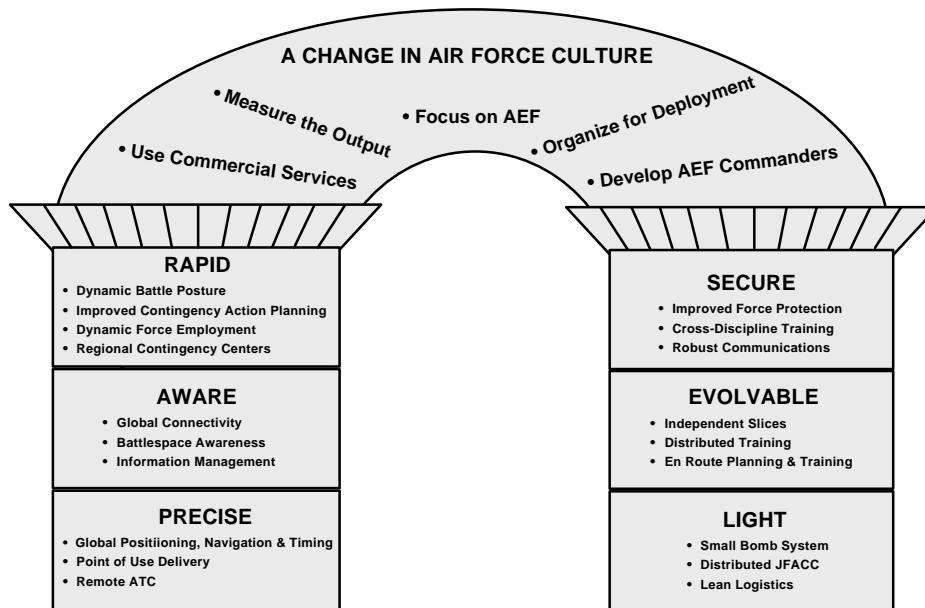 A CHANGE IN AIR FORCE CULTURE
• Use Commercial Services
• Measure the Output
• Focus on AEF
• Organize for Deployment
• Develop AEF Commanders
RAPID
• Dynamic Battle Posture
• Improved Contingency Action Planning
• Dynamic Force Employment
• Regional Contingency Centers
AWARE
• Global Connectivity
• Battlespace Awareness
• Information Management
PRECISE
• Global Positiioning, Navigation & Timing
• Point of Use Delivery
• Remote ATC
SECURE
• Improved Force Protection
• Cross-Discipline Training
• Robust Communications
EVOLVABLE
• Independent Slices
• Distributed Training
• En Route Planning & Training
LIGHT
• Small Bomb System
• Distributed JFACC
• Lean Logistics